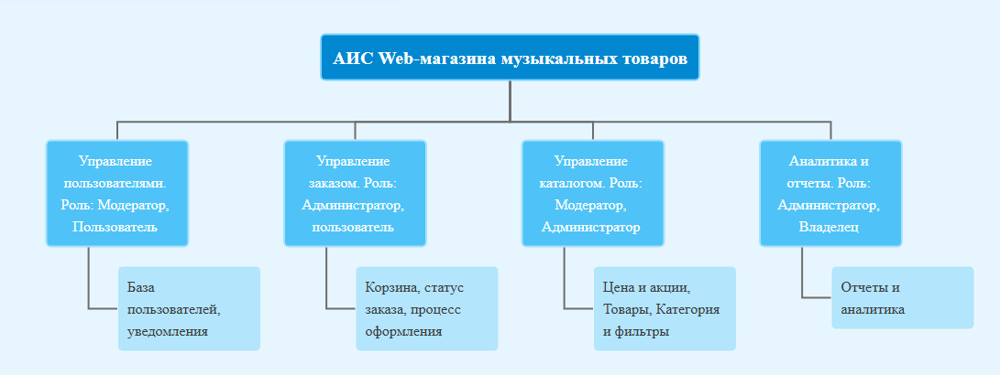 АИС Web-магазина музыкальных товаров
Управление
пользователями.
Роль: Модератор,
Пользователь
Управление
заказом. Роль:
Администратор,
пользователь
Управление
каталогом. Роль:
Модератор,
Администратор
Аналитика и
отчеты. Роль:
Администратор,
Владелец
База
пользователей,
уведомления
Корзина, статус
заказа, процесс
оформления
Цена и акции,
Товары, Категория
и фильтры
Отчеты и
аналитика